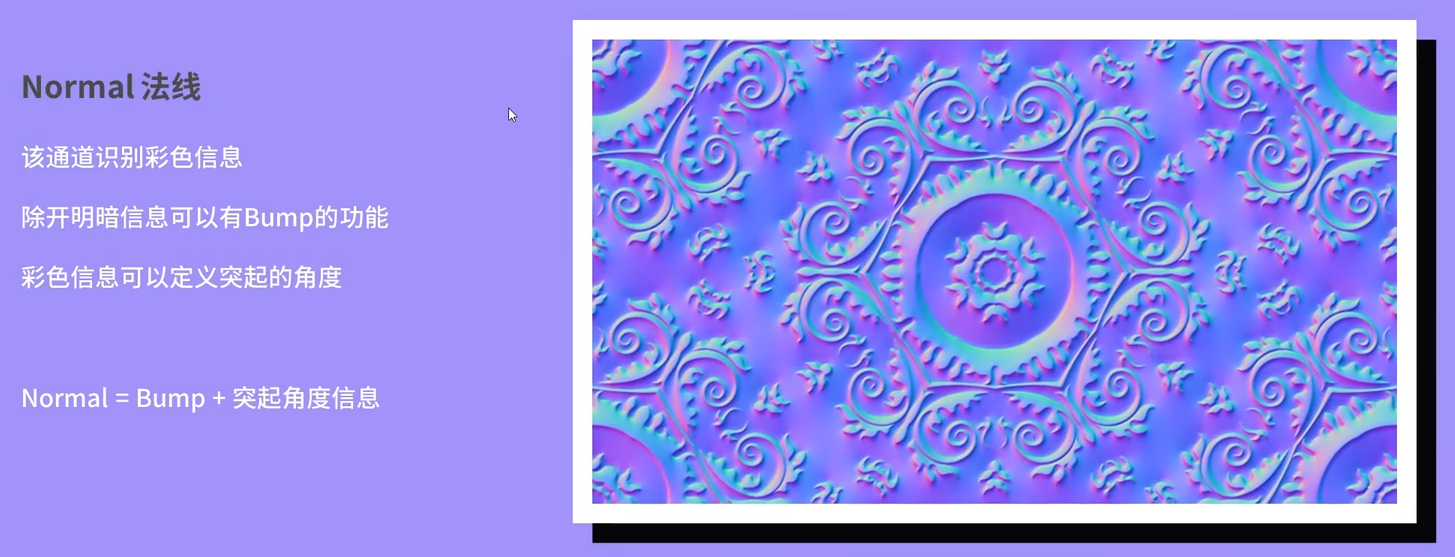 Normal 法线
该通道识别彩色信息
除开明暗信息可以有Bump的功能
彩色信息可以定义突起的角度
Normal = Bump + 突起角度信息